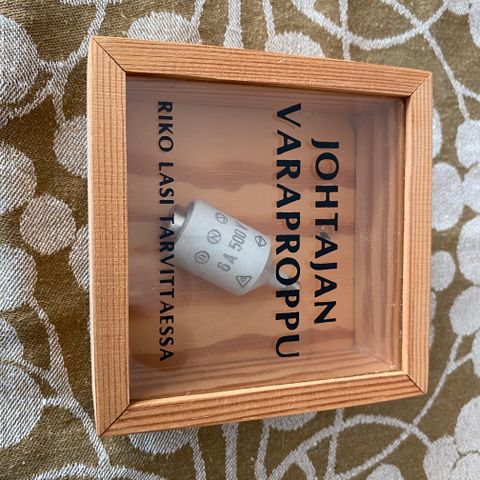 JOHTAJAN
VARAPROPPU
6A 500V
RIKO LASI TARVITTAESSA